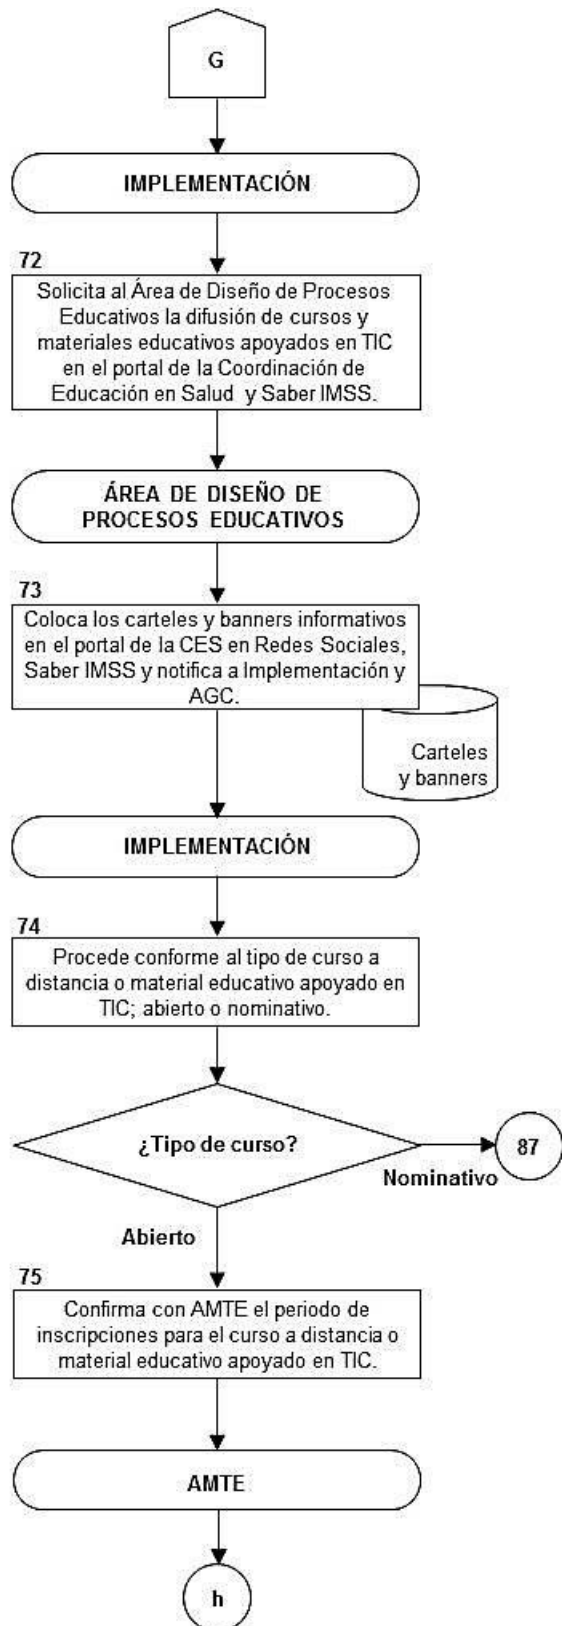 G
IMPLEMENTACIÓN
72
Solicita al Área de Diseño de Procesos
Educativos la difusión de cursos y
materiales educativos apoyados en TIC
en el portal de la Coordinación de
Educación en Salud y Saber IMSS.
ÁREA DE DISEÑO DE
PROCESOS EDUCATIVOS
73
Coloca los carteles y banners informativos
en el portal de la CES en Redes Sociales,
Saber IMSS y notifica a Implementación y
AGC.
Carteles
y banners
IMPLEMENTACIÓN
74
Procede conforme al tipo de curso a
distancia o material educativo apoyado en
TIC; abierto o nominativo.
¿Tipo de curso?
87
Nominativo
Abierto
75
Confirma con AMTE el periodo de
inscripciones para el curso a distancia o
material educativo apoyado en TIC.
AMTE
h